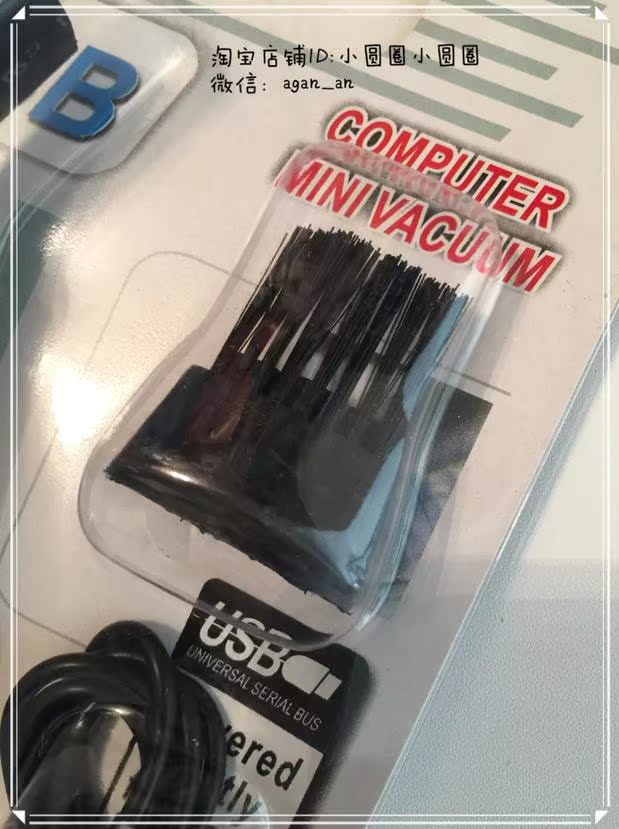 淘宝店铺ID:小圆圈小圆圈
微信: agan_an
B
COMPUTER
MINI VACUUM
USB
UNIVERSAL SERIAL BUS